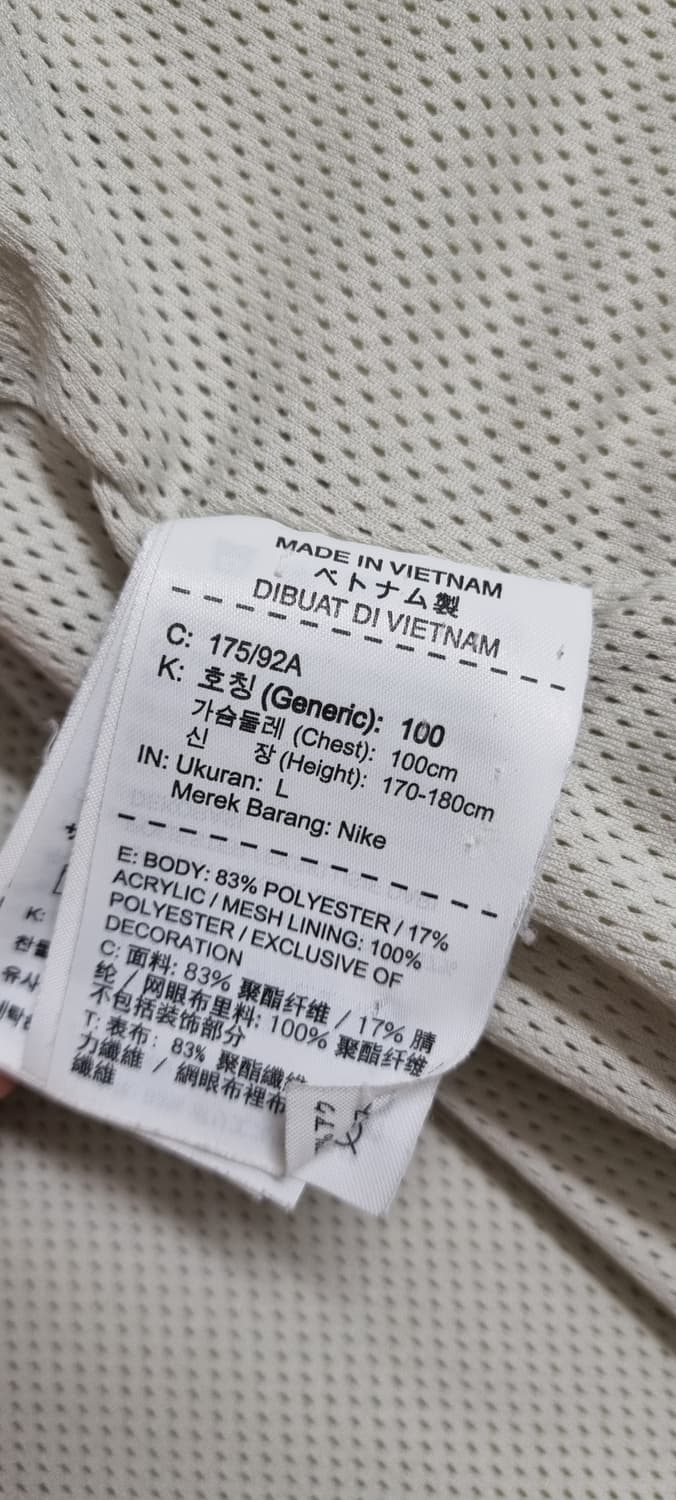 MADE IN VIETNAM
ベトナム製
DIBUAT DI VIETNAM
C: 175/92A
K: 호칭 (Generic): 100
가슴둘레 (Chest): 100cm
신 장 (Height): 170-180cm
IN: Ukuran: L
Merek Barang: Nike
E: BODY: 83% POLYESTER / 17%
ACRYLIC / MESH LINING: 100%
POLYESTER / EXCLUSIVE OF
DECORATION
C: 面料: 83% 聚酯纤维 / 17% 腈
纶 / 网眼布里料: 100% 聚酯纤维
不包括装饰部分
T: 表布: 83% 聚酯纖維
力纖維 / 網眼布裡布
纖維
K: